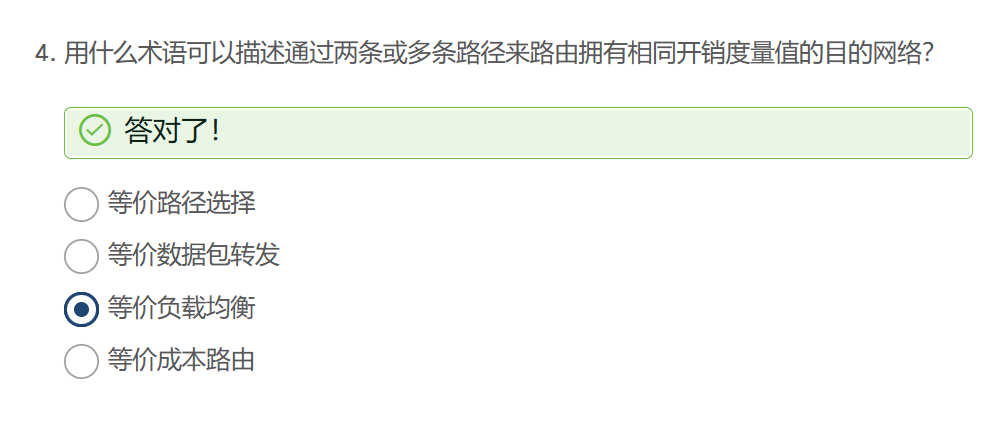 4. 用什么术语可以描述通过两条或多条路径来路由拥有相同开销度量值的目的网络？
答对了！
等价路径选择
等价数据包转发
等价负载均衡
等价成本路由